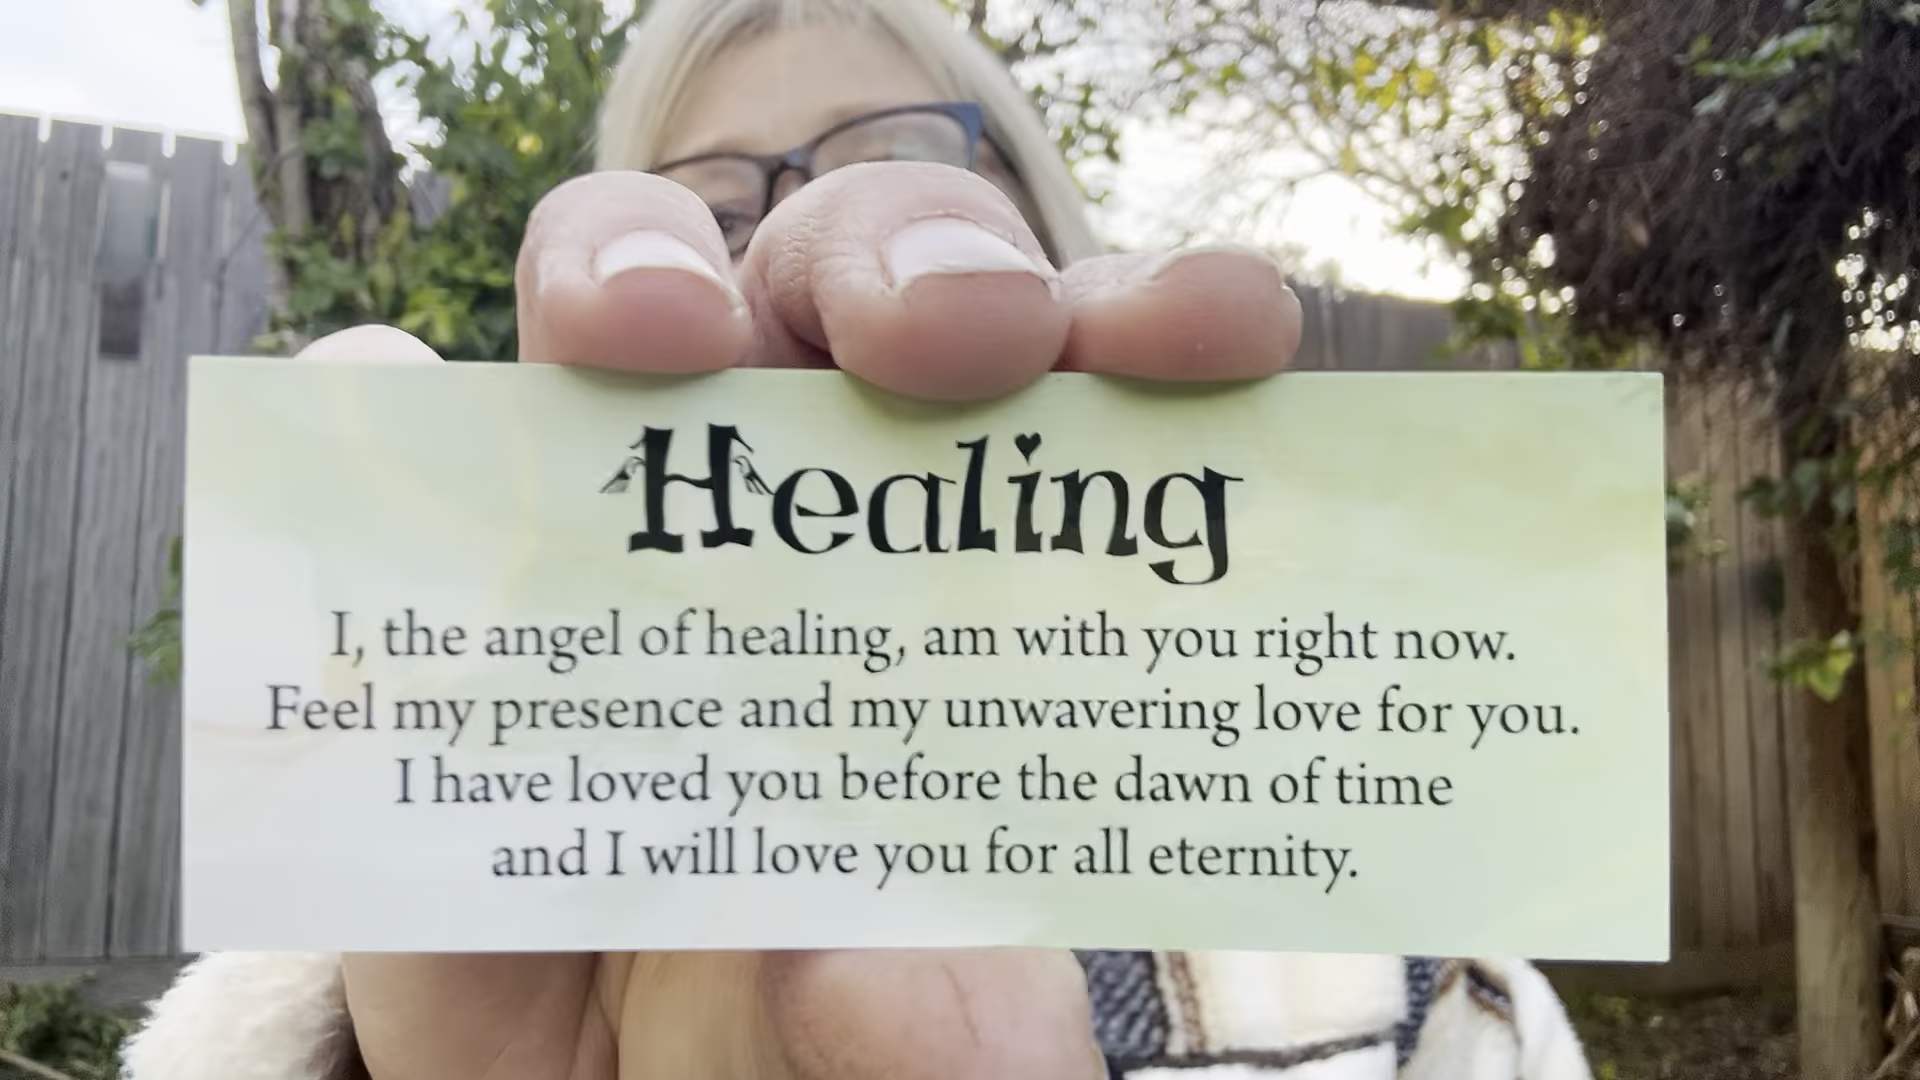 Healing
I, the angel of healing, am with you right now.
Feel my presence and my unwavering love for you.
I have loved you before the dawn of time
and I will love you for all eternity.